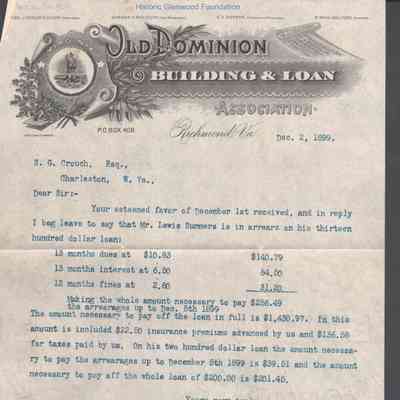 Historic Glenwood Foundation
OLD DOMINION
BUILDING & LOAN
ASSOCIATION.
P.O. BOX 408.
Richmond, Va.
Dec. 2, 1899.
S. G. Crouch, Esq.,
Charleston, W. Va.,
Dear Sir:-
Your esteemed favor of December 1st received, and in reply
I beg leave to say that Mr. Lewis Summers is in arrears on his thirteen
hundred dollar loan:
13 months dues at $10.83 $140.79
13 months interest at 6.50 84.50
13 months fines at 2.60 31.20
Making the whole amount necessary to pay $256.49
the arrearages up to Dec. 8th 1899
The amount necessary to pay off the loan in full is $1,430.97. In this
amount is included $22.50 insurance premiums advanced by us and $156.58
for taxes paid by us. On his two hundred dollar loan the amount necessa-
ry to pay the arrearages up to December 8th 1899 is $39.51 and the amount
necessary to pay off the whole loan of $200.00 is $201.45.